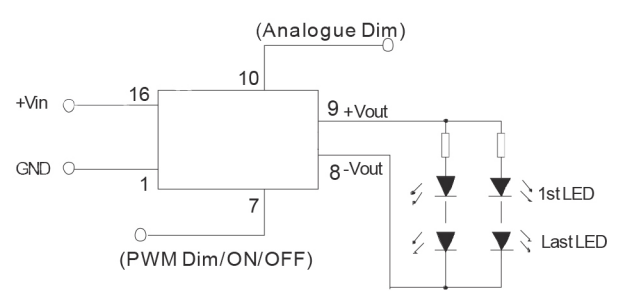 (Analogue Dim)
10
16
+Vin
9 +Vout
GND
1
8 -Vout
1st LED
7
Last LED
(PWM Dim/ON/OFF)